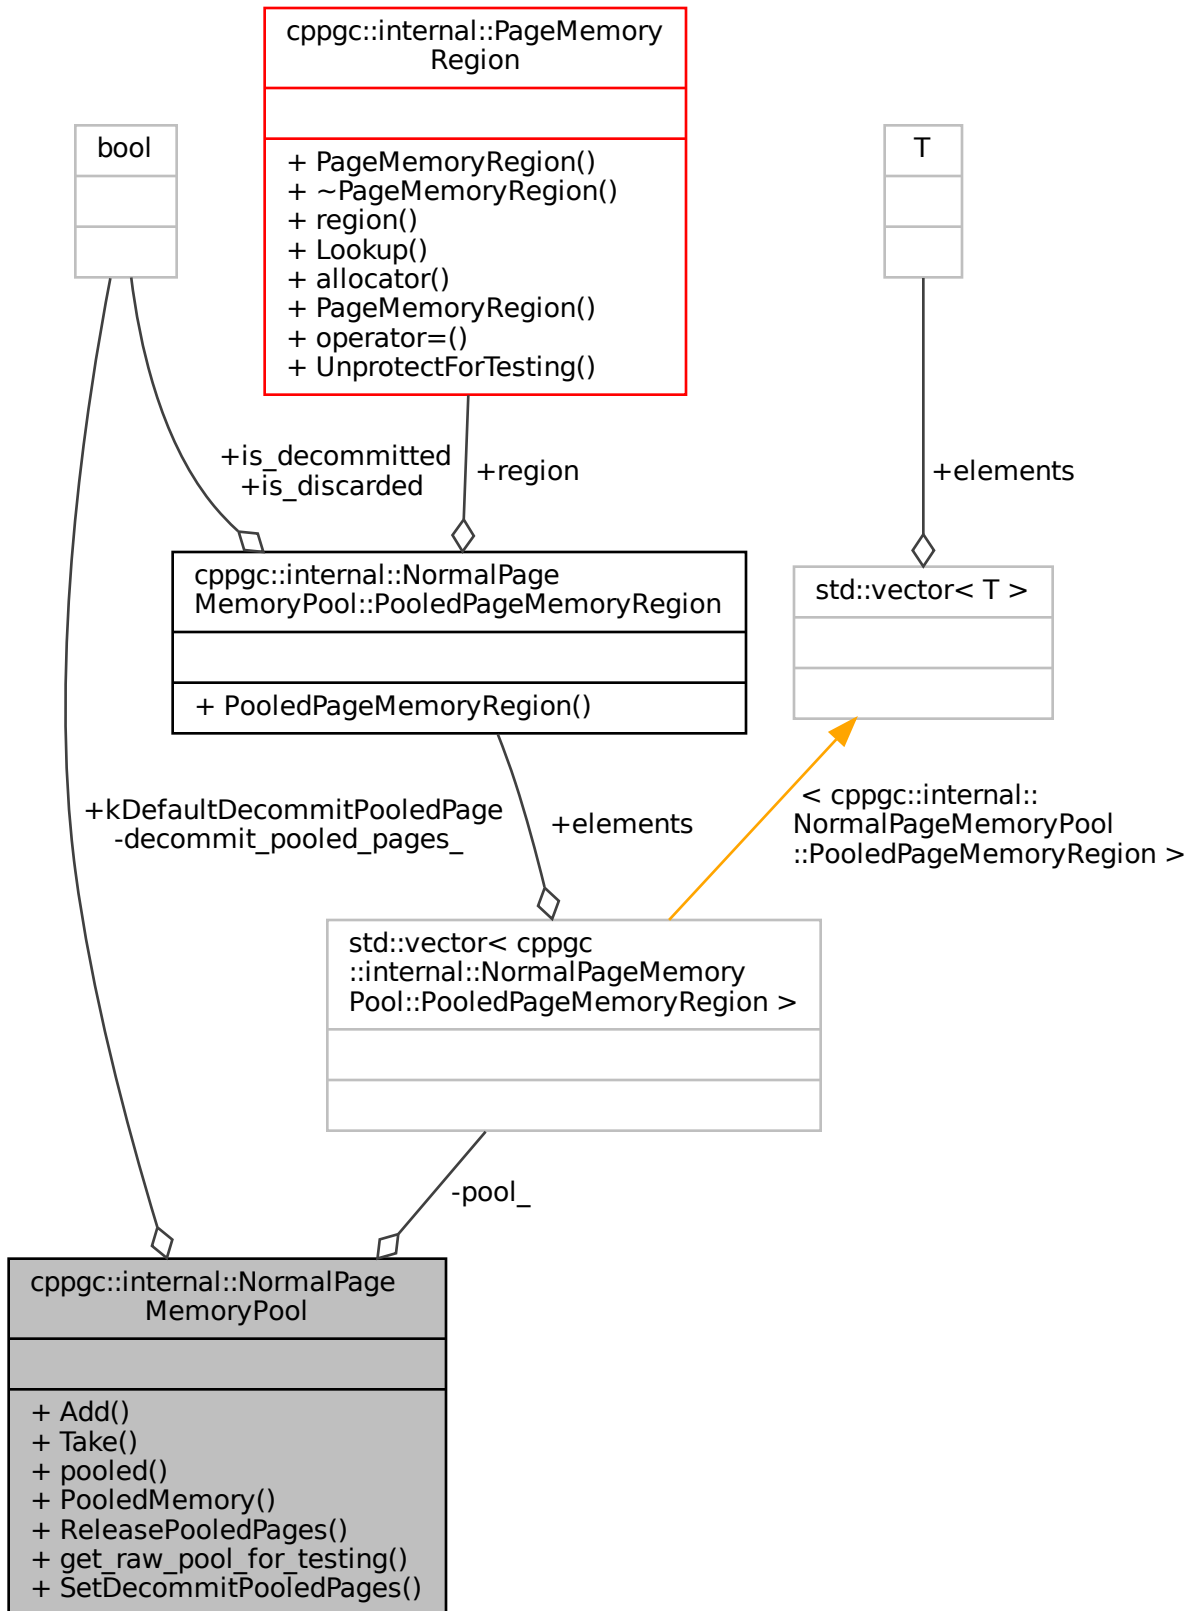 cppgc::internal::PageMemory
Region
+ PageMemoryRegion()
+ ~PageMemoryRegion()
+ region()
+ Lookup()
+ allocator()
+ PageMemoryRegion()
+ operator=()
+ UnprotectForTesting()
bool
T
+is_decommitted
+is_discarded
+region
+elements
cppgc::internal::NormalPage
MemoryPool::PooledPageMemoryRegion
+ PooledPageMemoryRegion()
std::vector< T >
+kDefaultDecommitPooledPage
-decommit_pooled_pages_
+elements
< cppgc::internal::
NormalPageMemoryPool
::PooledPageMemoryRegion >
std::vector< cppgc
::internal::NormalPageMemory
Pool::PooledPageMemoryRegion >
-pool_
cppgc::internal::NormalPage
MemoryPool
+ Add()
+ Take()
+ pooled()
+ PooledMemory()
+ ReleasePooledPages()
+ get_raw_pool_for_testing()
+ SetDecommitPooledPages()